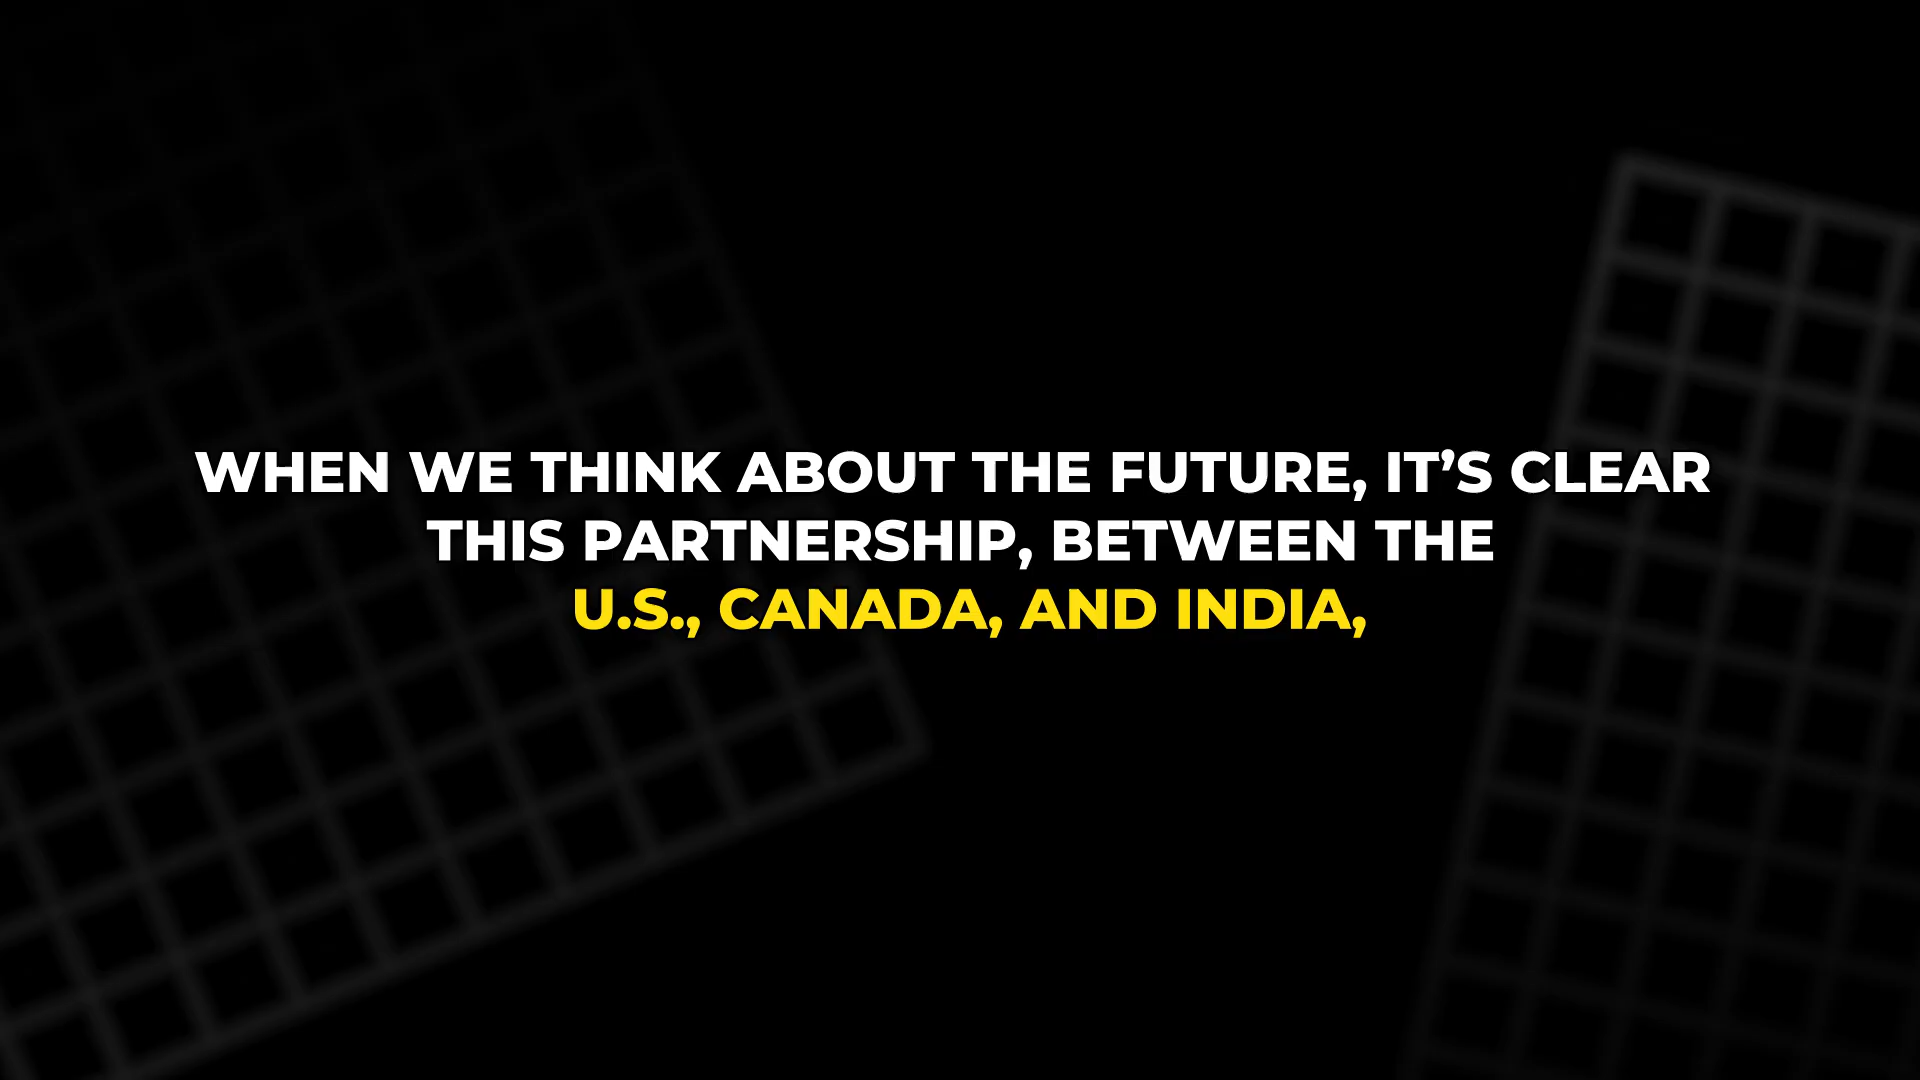 WHEN WE THINK ABOUT THE FUTURE, IT’S CLEAR
THIS PARTNERSHIP, BETWEEN THE
U.S., CANADA, AND INDIA,